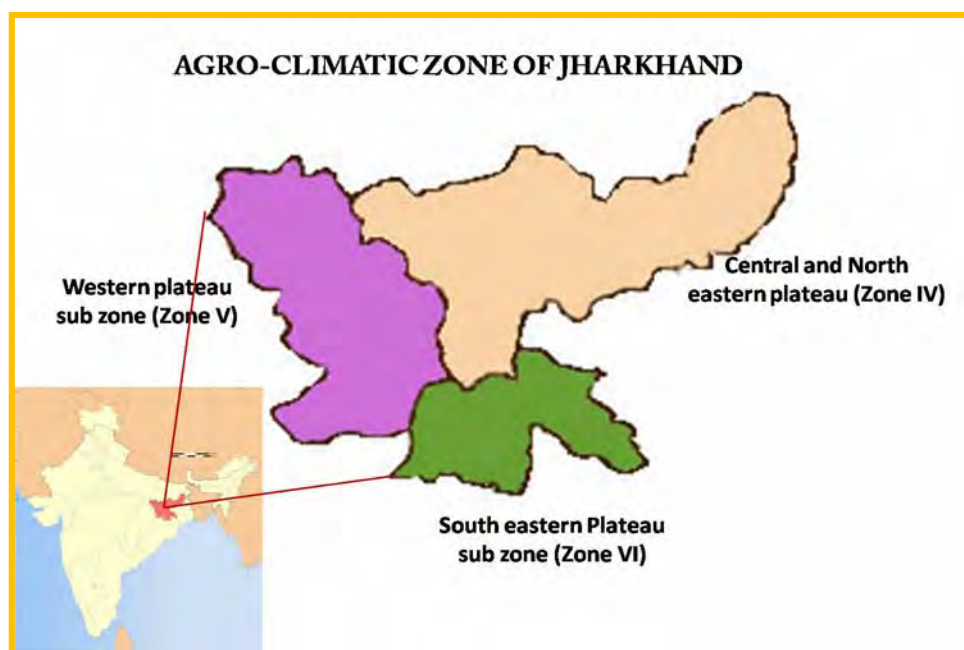 AGRO-CLIMATIC ZONE OF JHARKHAND
Western plateau
sub zone (Zone V)
Central and North
eastern plateau (Zone IV)
South eastern Plateau
sub zone (Zone VI)